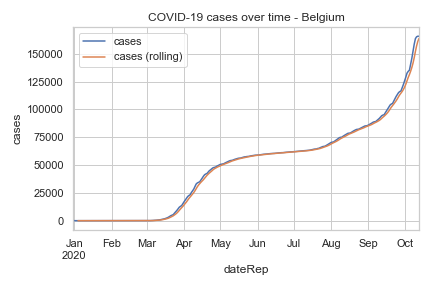 COVID-19 cases over time - Belgium
cases
cases (rolling)
150000
125000
100000
75000
50000
25000
0
cases
Jan Feb Mar Apr May Jun Jul Aug Sep Oct
2020
dateRep